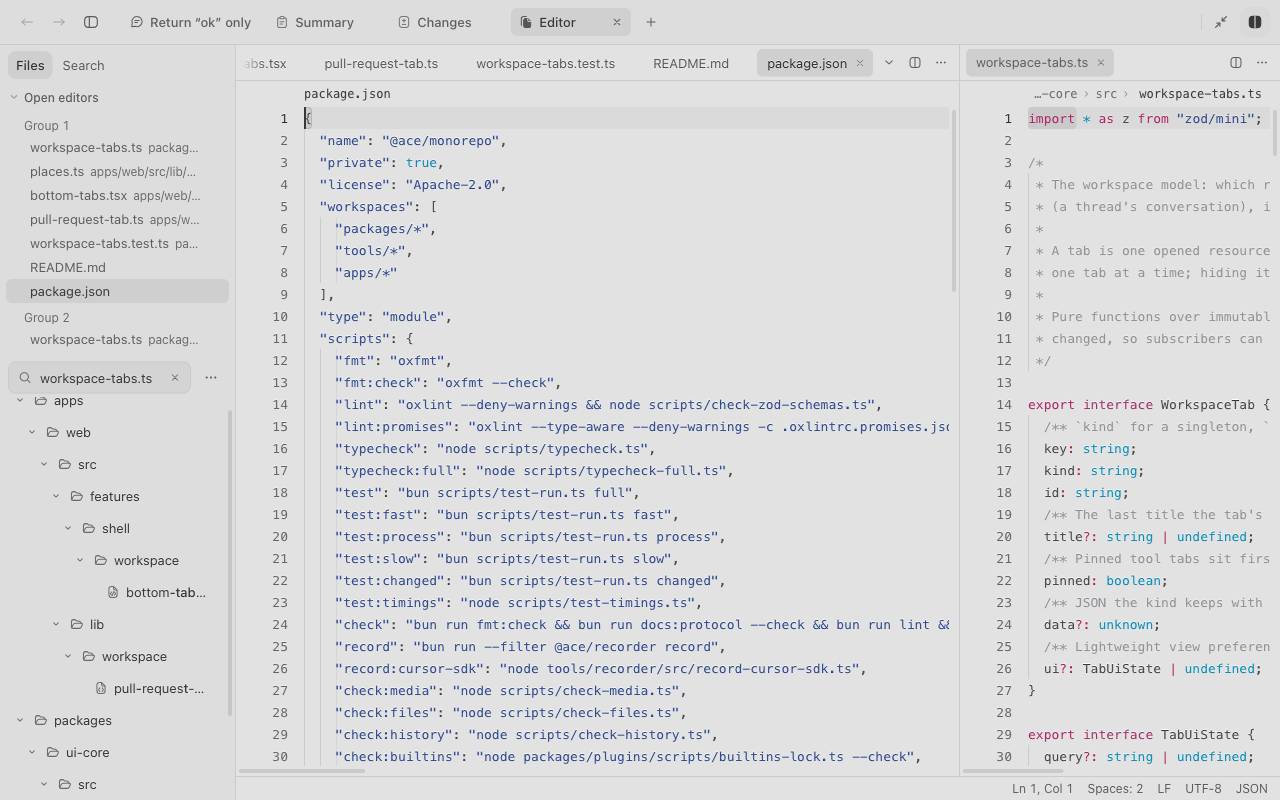 Return “ok” only
Summary
Changes
Editor
Files
Search
Open editors
Group 1
workspace-tabs.ts packag...
places.ts apps/web/src/lib/...
bottom-tabs.tsx apps/web/...
pull-request-tab.ts apps/w...
workspace-tabs.test.ts pa...
README.md
package.json
Group 2
workspace-tabs.ts packag...
workspace-tabs.ts
apps
web
src
features
shell
workspace
bottom-tab...
lib
workspace
pull-request-...
packages
ui-core
src
abs.tsx
pull-request-tab.ts
workspace-tabs.test.ts
README.md
package.json
package.json
1 {
2 "name": "@ace/monorepo",
3 "private": true,
4 "license": "Apache-2.0",
5 "workspaces": [
6 "packages/*",
7 "tools/*",
8 "apps/*"
9 ],
10 "type": "module",
11 "scripts": {
12 "fmt": "oxfmt",
13 "fmt:check": "oxfmt --check",
14 "lint": "oxlint --deny-warnings && node scripts/check-zod-schemas.ts",
15 "lint:promises": "oxlint --type-aware --deny-warnings -c .oxlintrc.promises.jso
16 "typecheck": "node scripts/typecheck.ts",
17 "typecheck:full": "node scripts/typecheck-full.ts",
18 "test": "bun scripts/test-run.ts full",
19 "test:fast": "bun scripts/test-run.ts fast",
20 "test:process": "bun scripts/test-run.ts process",
21 "test:slow": "bun scripts/test-run.ts slow",
22 "test:changed": "bun scripts/test-run.ts changed",
23 "test:timings": "node scripts/test-timings.ts",
24 "check": "bun run fmt:check && bun run docs:protocol --check && bun run lint &&
25 "record": "bun run --filter @ace/recorder record",
26 "record:cursor-sdk": "node tools/recorder/src/record-cursor-sdk.ts",
27 "check:media": "node scripts/check-media.ts",
28 "check:files": "node scripts/check-files.ts",
29 "check:history": "node scripts/check-history.ts",
30 "check:builtins": "node packages/plugins/scripts/builtins-lock.ts --check",
workspace-tabs.ts
…-core › src › workspace-tabs.ts
1 import * as z from "zod/mini";
2
3 /*
4 * The workspace model: which r
5 * (a thread's conversation), i
6 *
7 * A tab is one opened resource
8 * one tab at a time; hiding it
9 *
10 * Pure functions over immutabl
11 * changed, so subscribers can
12 */
13
14 export interface WorkspaceTab {
15 /** `kind` for a singleton, `
16 key: string;
17 kind: string;
18 id: string;
19 /** The last title the tab's
20 title?: string | undefined;
21 /** Pinned tool tabs sit firs
22 pinned: boolean;
23 /** JSON the kind keeps with
24 data?: unknown;
25 /** Lightweight view preferen
26 ui?: TabUiState | undefined;
27 }
28
29 export interface TabUiState {
30 query?: string | undefined;
Ln 1, Col 1
Spaces: 2
LF
UTF-8
JSON